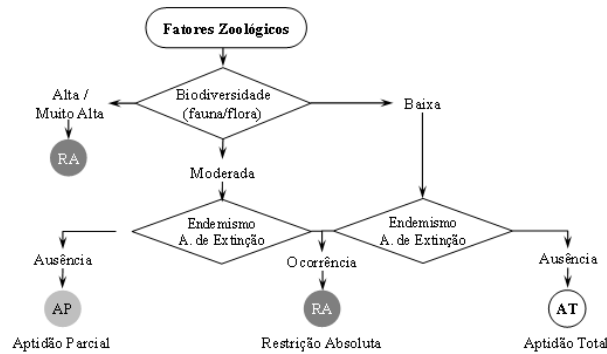 Fatores Zoológicos
Alta /
Muito Alta
Biodiversidade
(fauna/flora)
Baixa
RA
Moderada
Endemismo
A. de Extinção
Endemismo
A. de Extinção
Ausência
Ocorrência
Ausência
AP
RA
AT
Aptidão Parcial
Restrição Absoluta
Aptidão Total